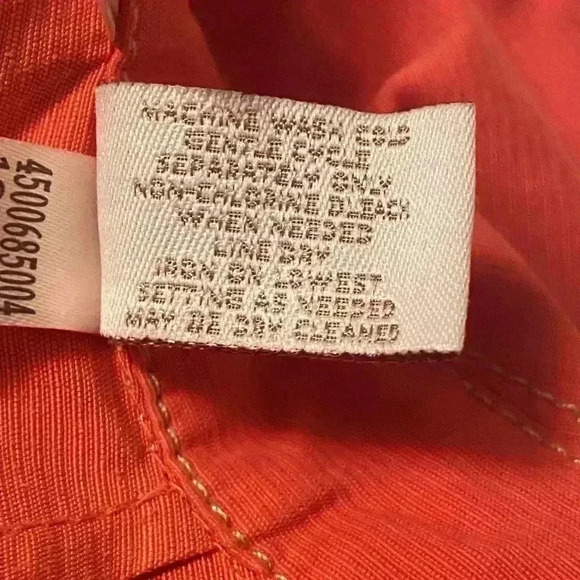 MACHINE WASH COLD
GENTLE CYCLE
SEPARATELY ONLY
NON-CHLORINE BLEACH
WHEN NEEDED
LINE DRY
IRON ON LOWEST
SETTING AS NEEDED
MAY BE DRY CLEANED
4500685004